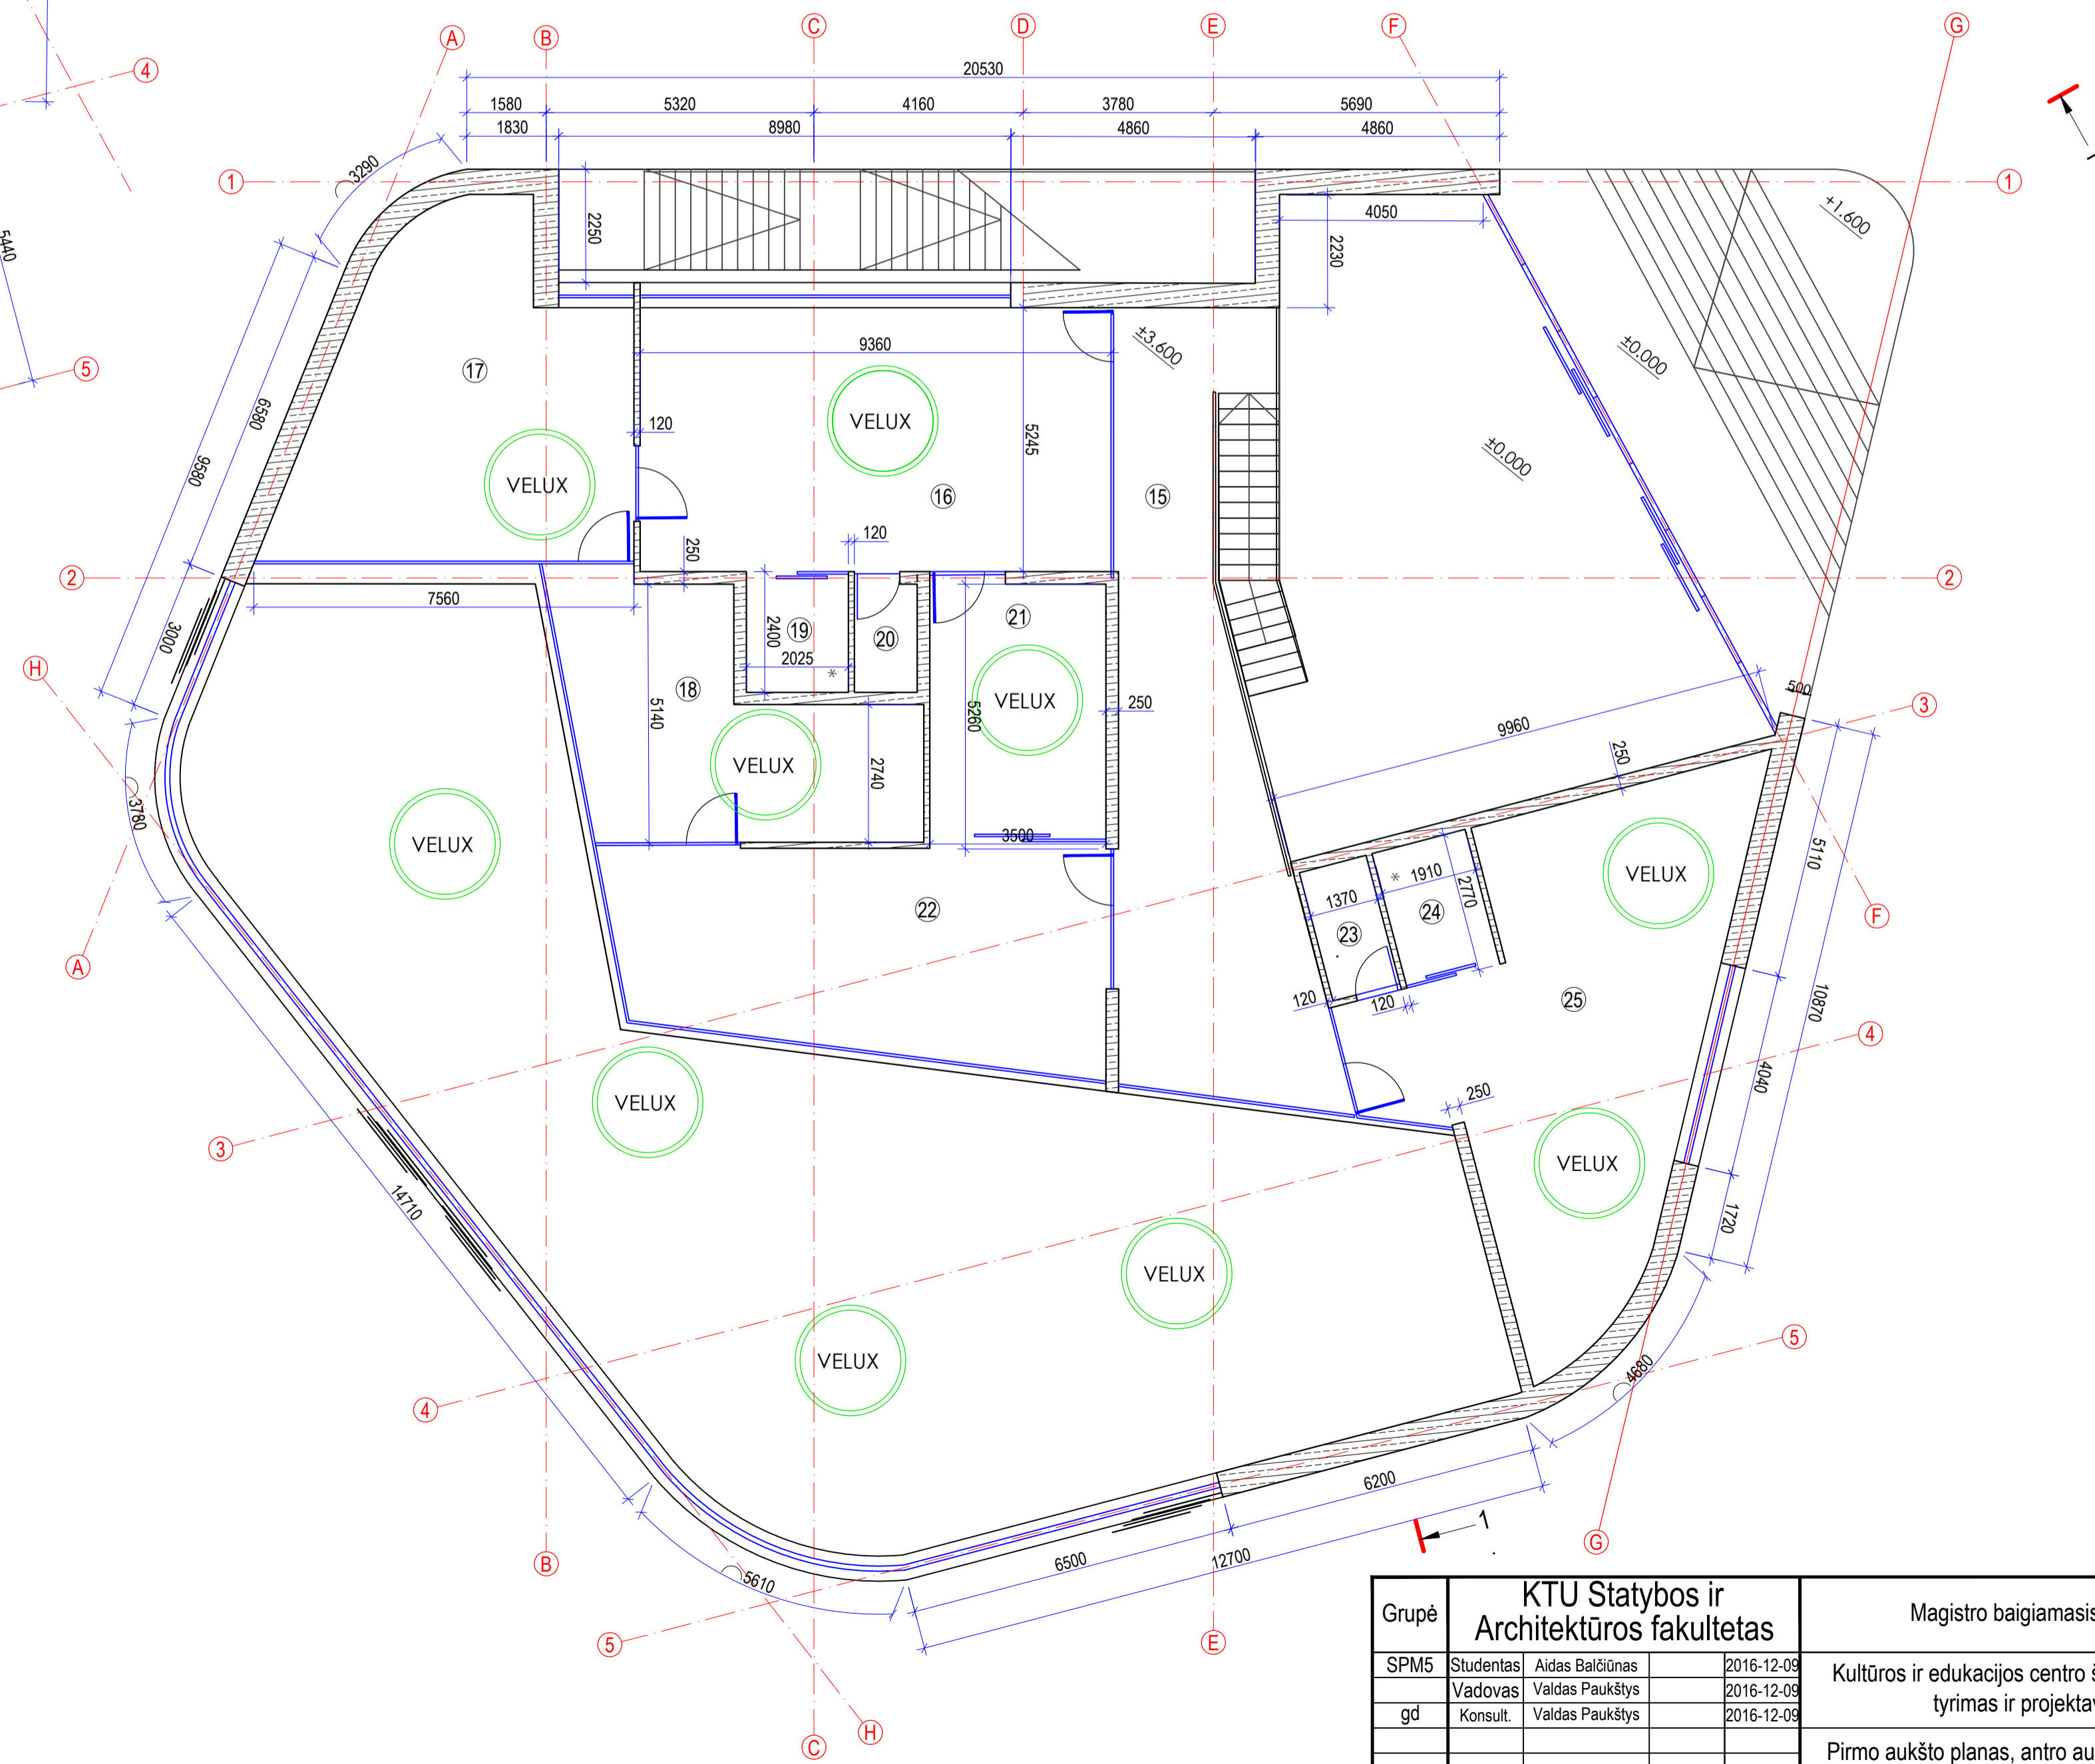 A
B
C
D
E
F
G
4
20530
1580
5320
4160
3780
5690
1830
8980
4860
4860
3290
1
1
5440
2250
4050
2230
+1.600
±3.600
±0.000
±0.000
5
17
9360
6580
9580
120
VELUX
5245
VELUX
16
15
120
250
2
2
7560
3000
19
20
21
2400
2025
*
H
18
5140
VELUX
5260
250
500
3
9960
250
VELUX
2740
3780
VELUX
3500
VELUX
5110
22
1370
*
1910
2770
23
24
F
A
120
120
25
10870
4
4040
250
VELUX
3
VELUX
1720
14710
VELUX
VELUX
5
4680
4
6200
1
G
6500
12700
B
5610
5
E
H
C
Grupė
KTU Statybos ir
Architektūros fakultetas
Magistro baigiamasis
SPM5 Studentas Aidas Balčiūnas 2016-12-09
Vadovas Valdas Paukštys 2016-12-09
gd Konsult. Valdas Paukštys 2016-12-09
Kultūros ir edukacijos centro
tyrimas ir
Pirmo aukšto planas, antro